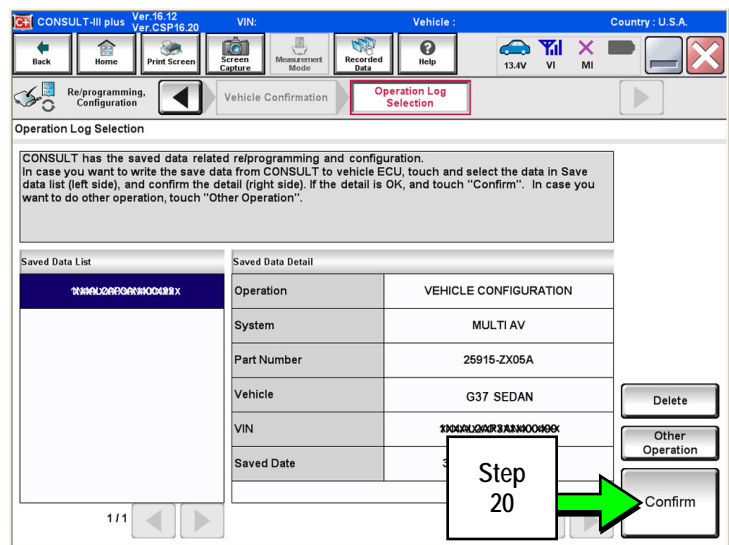 CONSULT-III plus Ver.16.12 VIN: Vehicle : Country : U.S.A.
Ver.CSP16.20
Back Home Print Screen Screen Capture Measurement Mode Recorded Data Help 13.4V VI MI
Re/programming, Configuration Vehicle Confirmation Operation Log Selection
Operation Log Selection
CONSULT has the saved data related re/programming and configuration.
In case you want to write the save data from CONSULT to vehicle ECU, touch and select the data in Save
data list (left side), and confirm the detail (right side). If the detail is OK, and touch "Confirm". In case you
want to do other operation, touch "Other Operation".
Saved Data List
Saved Data Detail
Operation VEHICLE CONFIGURATION
System MULTI AV
Part Number 25915-ZX05A
Vehicle G37 SEDAN
VIN
Saved Date
1/1
Delete
Other
Operation
Confirm
Step
20